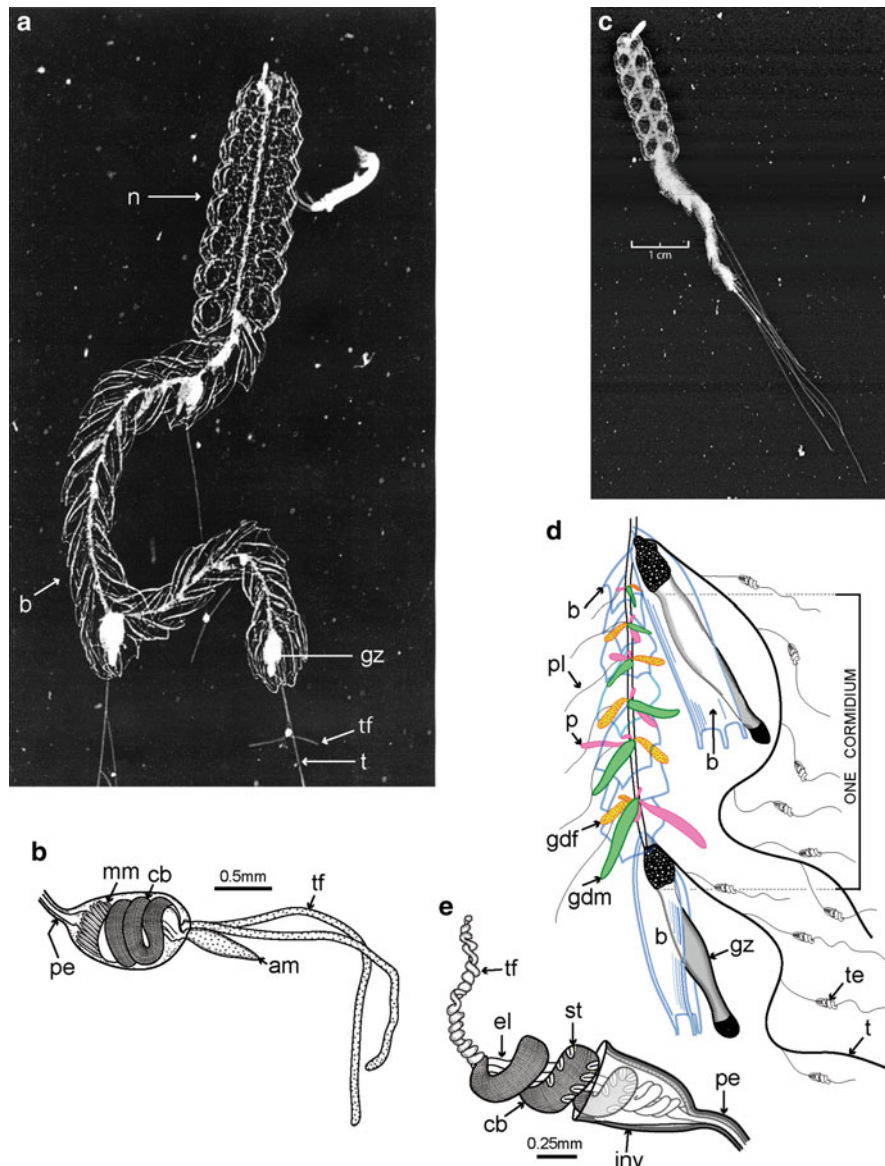 a
n
b
gz
tf
t
c
1 cm
d
b
pl
p
gdf
gdm
b
ONE CORMIDIUM
b
gz
te
t
b
mm
cb
0.5mm
tf
pe
am
e
tf
el
st
cb
pe
inv
0.25mm